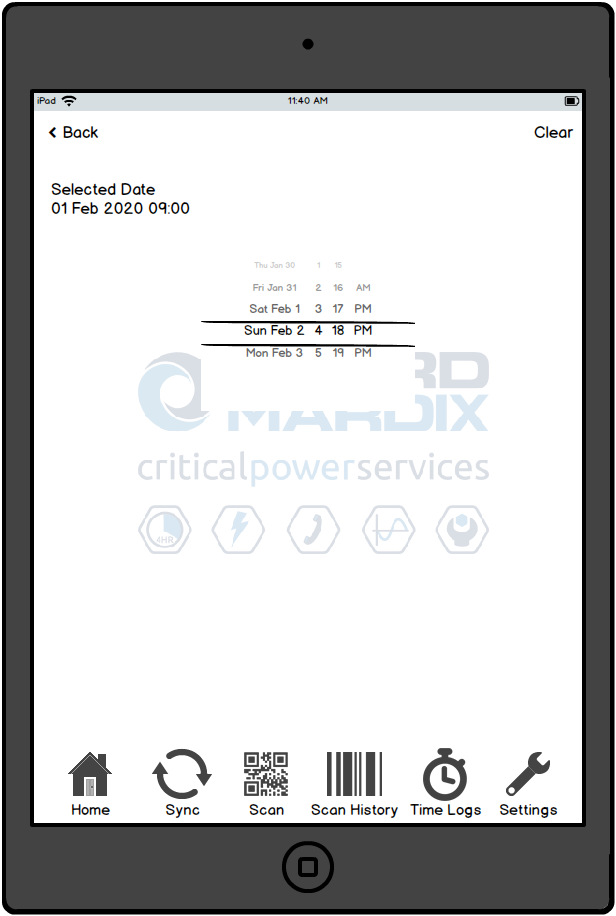 iPad 11:40 AM
Back Clear
Selected Date
01 Feb 2020 09:00
Thu Jan 30 1 15
Fri Jan 31 2 16 AM
Sat Feb 1 3 17 PM
Sun Feb 2 4 18 PM
Mon Feb 3 5 19 PM
MARDIX
criticalpowerservices
4HR
Home Sync Scan Scan History Time Logs Settings